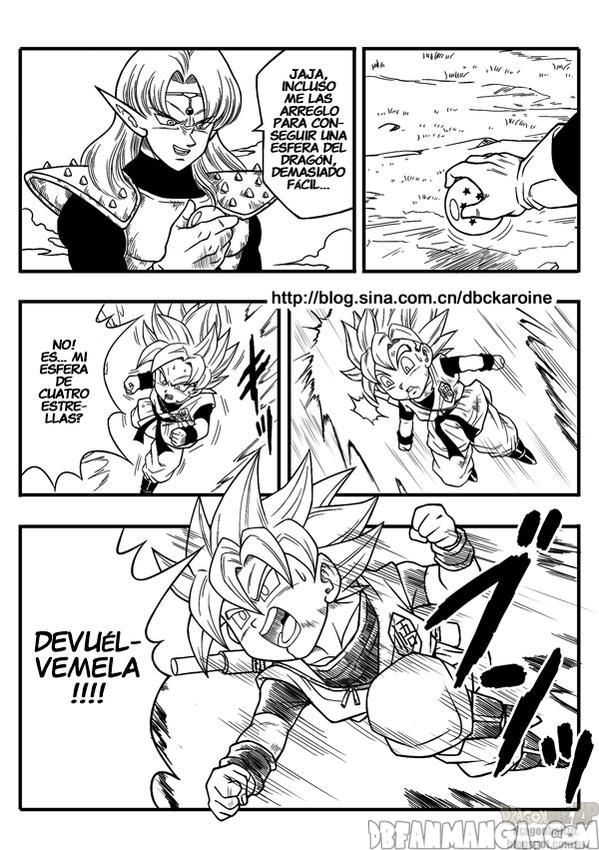 JAJA,
INCLUSO
ME LAS
ARREGLO
PARA CON-
SEGUIR UNA
ESFERA DEL
DRAGÓN,
DEMASIADO
FÁCIL...
http://blog.sina.com.cn/dbckaroine
NO!
ES... MI
ESFERA
DE
CUATRO
ESTRE-
LLAS?
DEVUÉL-
VEMELA
!!!!
DBFANMANGA.COM